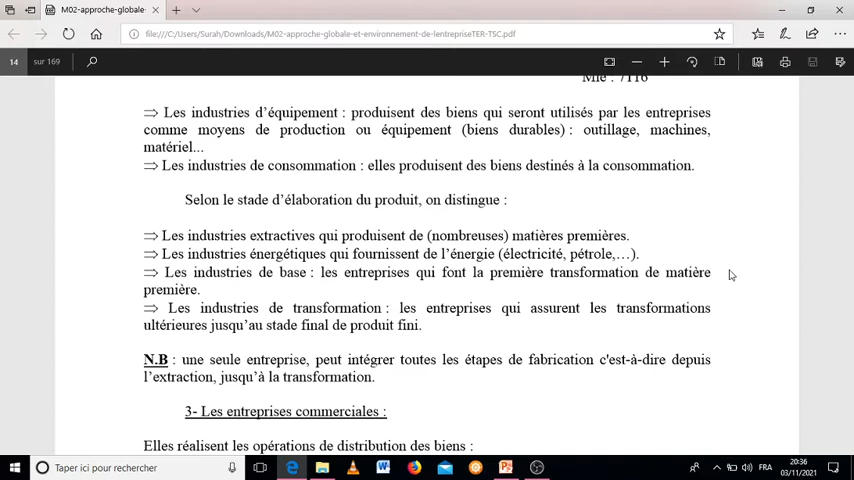 M02-approche-globale-
file:///C:/Users/Surah/Downloads/M02-approche-globale-et-environnement-de-lentrepriseTER-TSC.pdf
14 sur 169
Mle : 7116
⇒ Les industries d’équipement : produisent des biens qui seront utilisés par les entreprises
comme moyens de production ou équipement (biens durables) : outillage, machines,
matériel...
⇒ Les industries de consommation : elles produisent des biens destinés à la consommation.
Selon le stade d’élaboration du produit, on distingue :
⇒ Les industries extractives qui produisent de (nombreuses) matières premières.
⇒ Les industries énergétiques qui fournissent de l’énergie (électricité, pétrole,…).
⇒ Les industries de base : les entreprises qui font la première transformation de matière
première.
⇒ Les industries de transformation : les entreprises qui assurent les transformations
ultérieures jusqu’au stade final de produit fini.
N.B : une seule entreprise, peut intégrer toutes les étapes de fabrication c'est-à-dire depuis
l’extraction, jusqu’à la transformation.
3- Les entreprises commerciales :
Elles réalisent les opérations de distribution des biens :
Taper ici pour rechercher
FRA
20:36
03/11/2021